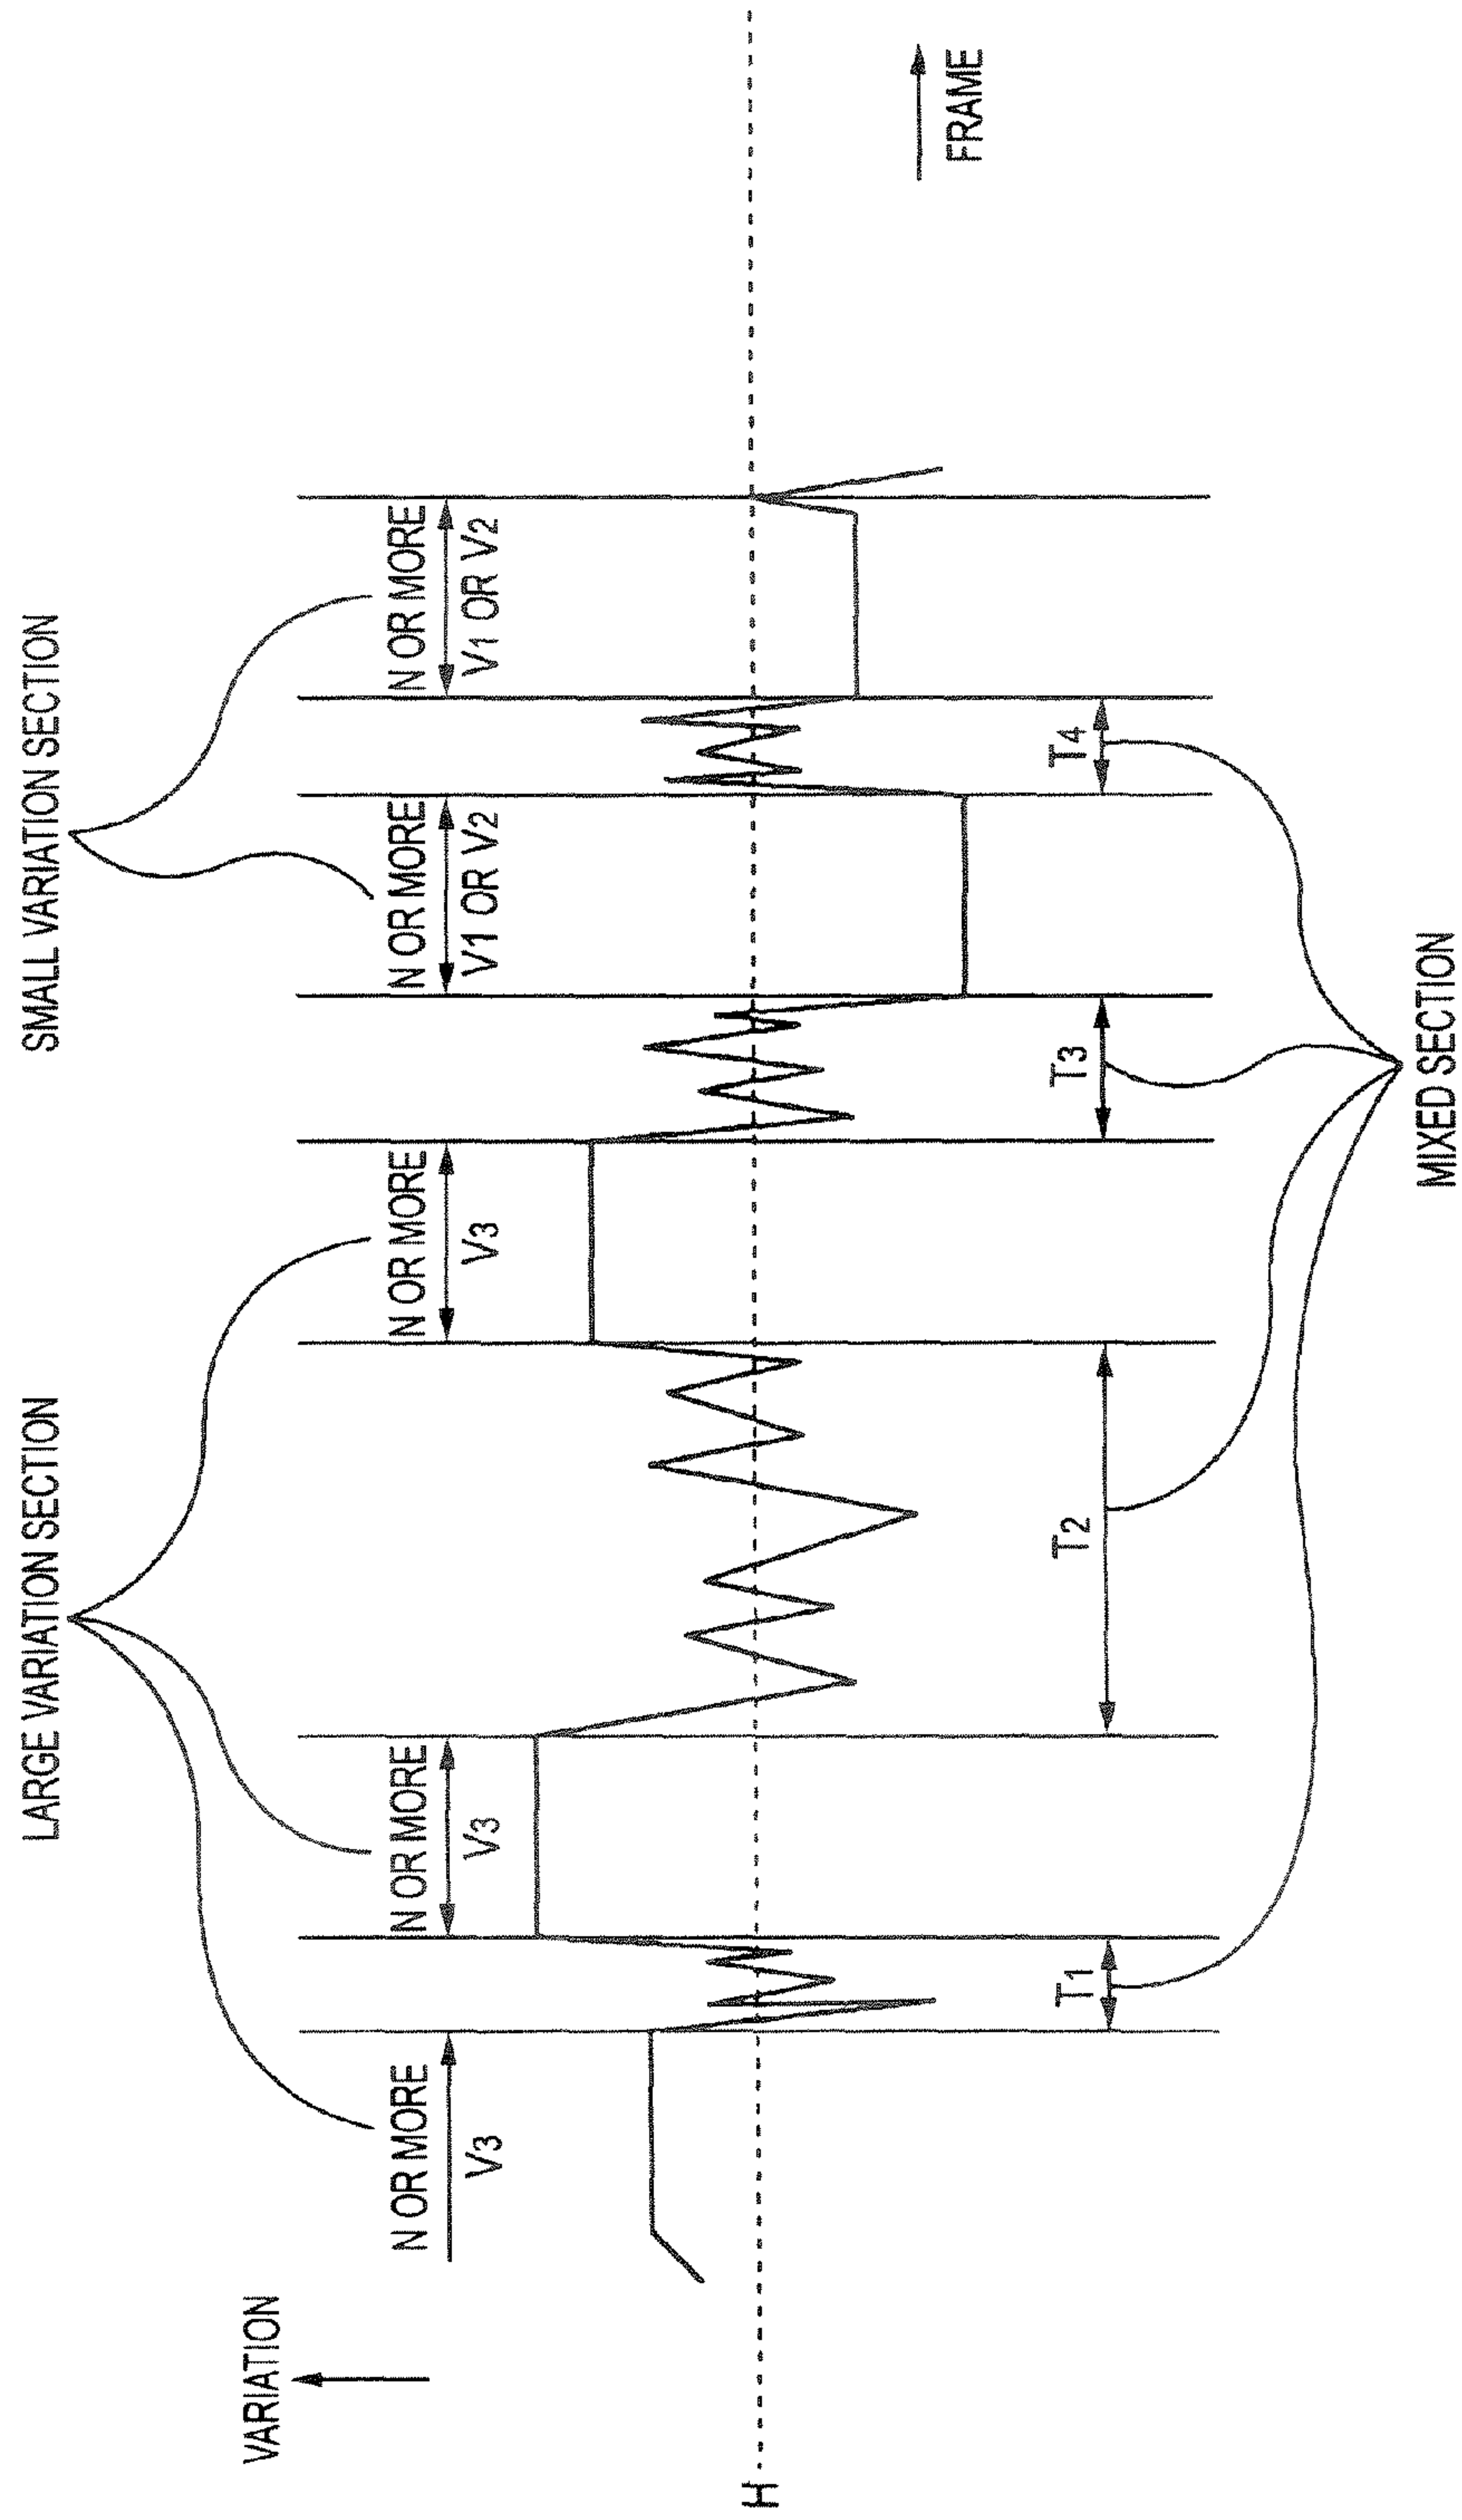 LARGE VARIATION SECTION
SMALL VARIATION SECTION
VARIATION
N OR MORE
V3
N OR MORE
V3
N OR MORE
V3
N OR MORE
V1 OR V2
N OR MORE
V1 OR V2
H
FRAME
T1
T2
T3
T4
MIXED SECTION